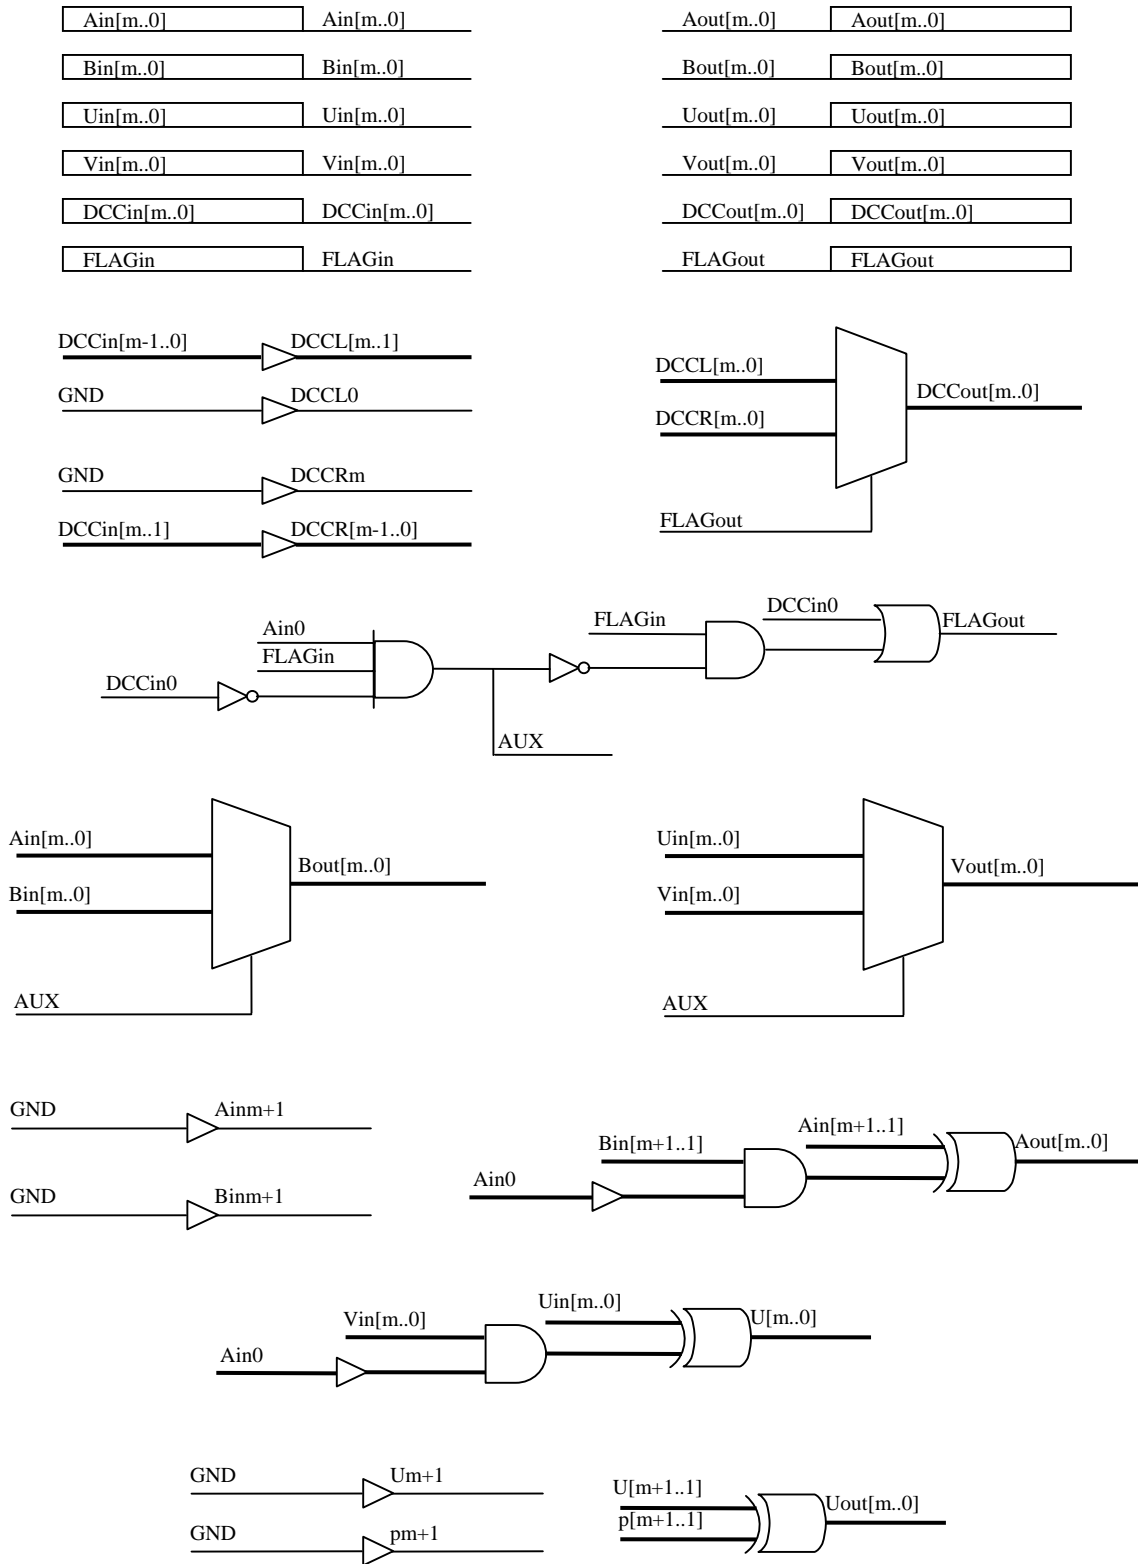 Ain[m..0] Ain[m..0] Aout[m..0] Aout[m..0]
Bin[m..0] Bin[m..0] Bout[m..0] Bout[m..0]
Uin[m..0] Uin[m..0] Uout[m..0] Uout[m..0]
Vin[m..0] Vin[m..0] Vout[m..0] Vout[m..0]
DCCin[m..0] DCCin[m..0] DCCout[m..0] DCCout[m..0]
FLAGin FLAGin FLAGout FLAGout
DCCin[m-1..0] DCCL[m..1]
GND DCCL0
GND DCCRm
DCCin[m..1] DCCR[m-1..0]
DCCL[m..0]
DCCR[m..0]
DCCout[m..0]
FLAGout
Ain0
FLAGin
DCCin0
FLAGin
DCCin0
FLAGout
AUX
Ain[m..0]
Bin[m..0]
Bout[m..0]
AUX
Uin[m..0]
Vin[m..0]
Vout[m..0]
AUX
GND Ainm+1
GND Binm+1
Bin[m+1..1]
Ain0
Ain[m+1..1]
Aout[m..0]
Vin[m..0]
Ain0
Uin[m..0]
U[m..0]
GND Um+1
GND pm+1
U[m+1..1]
p[m+1..1]
Uout[m..0]